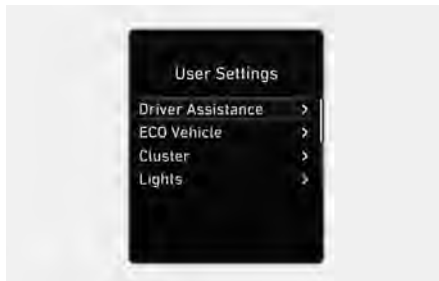 User Settings
Driver Assistance >
ECO Vehicle >
Cluster >
Lights >